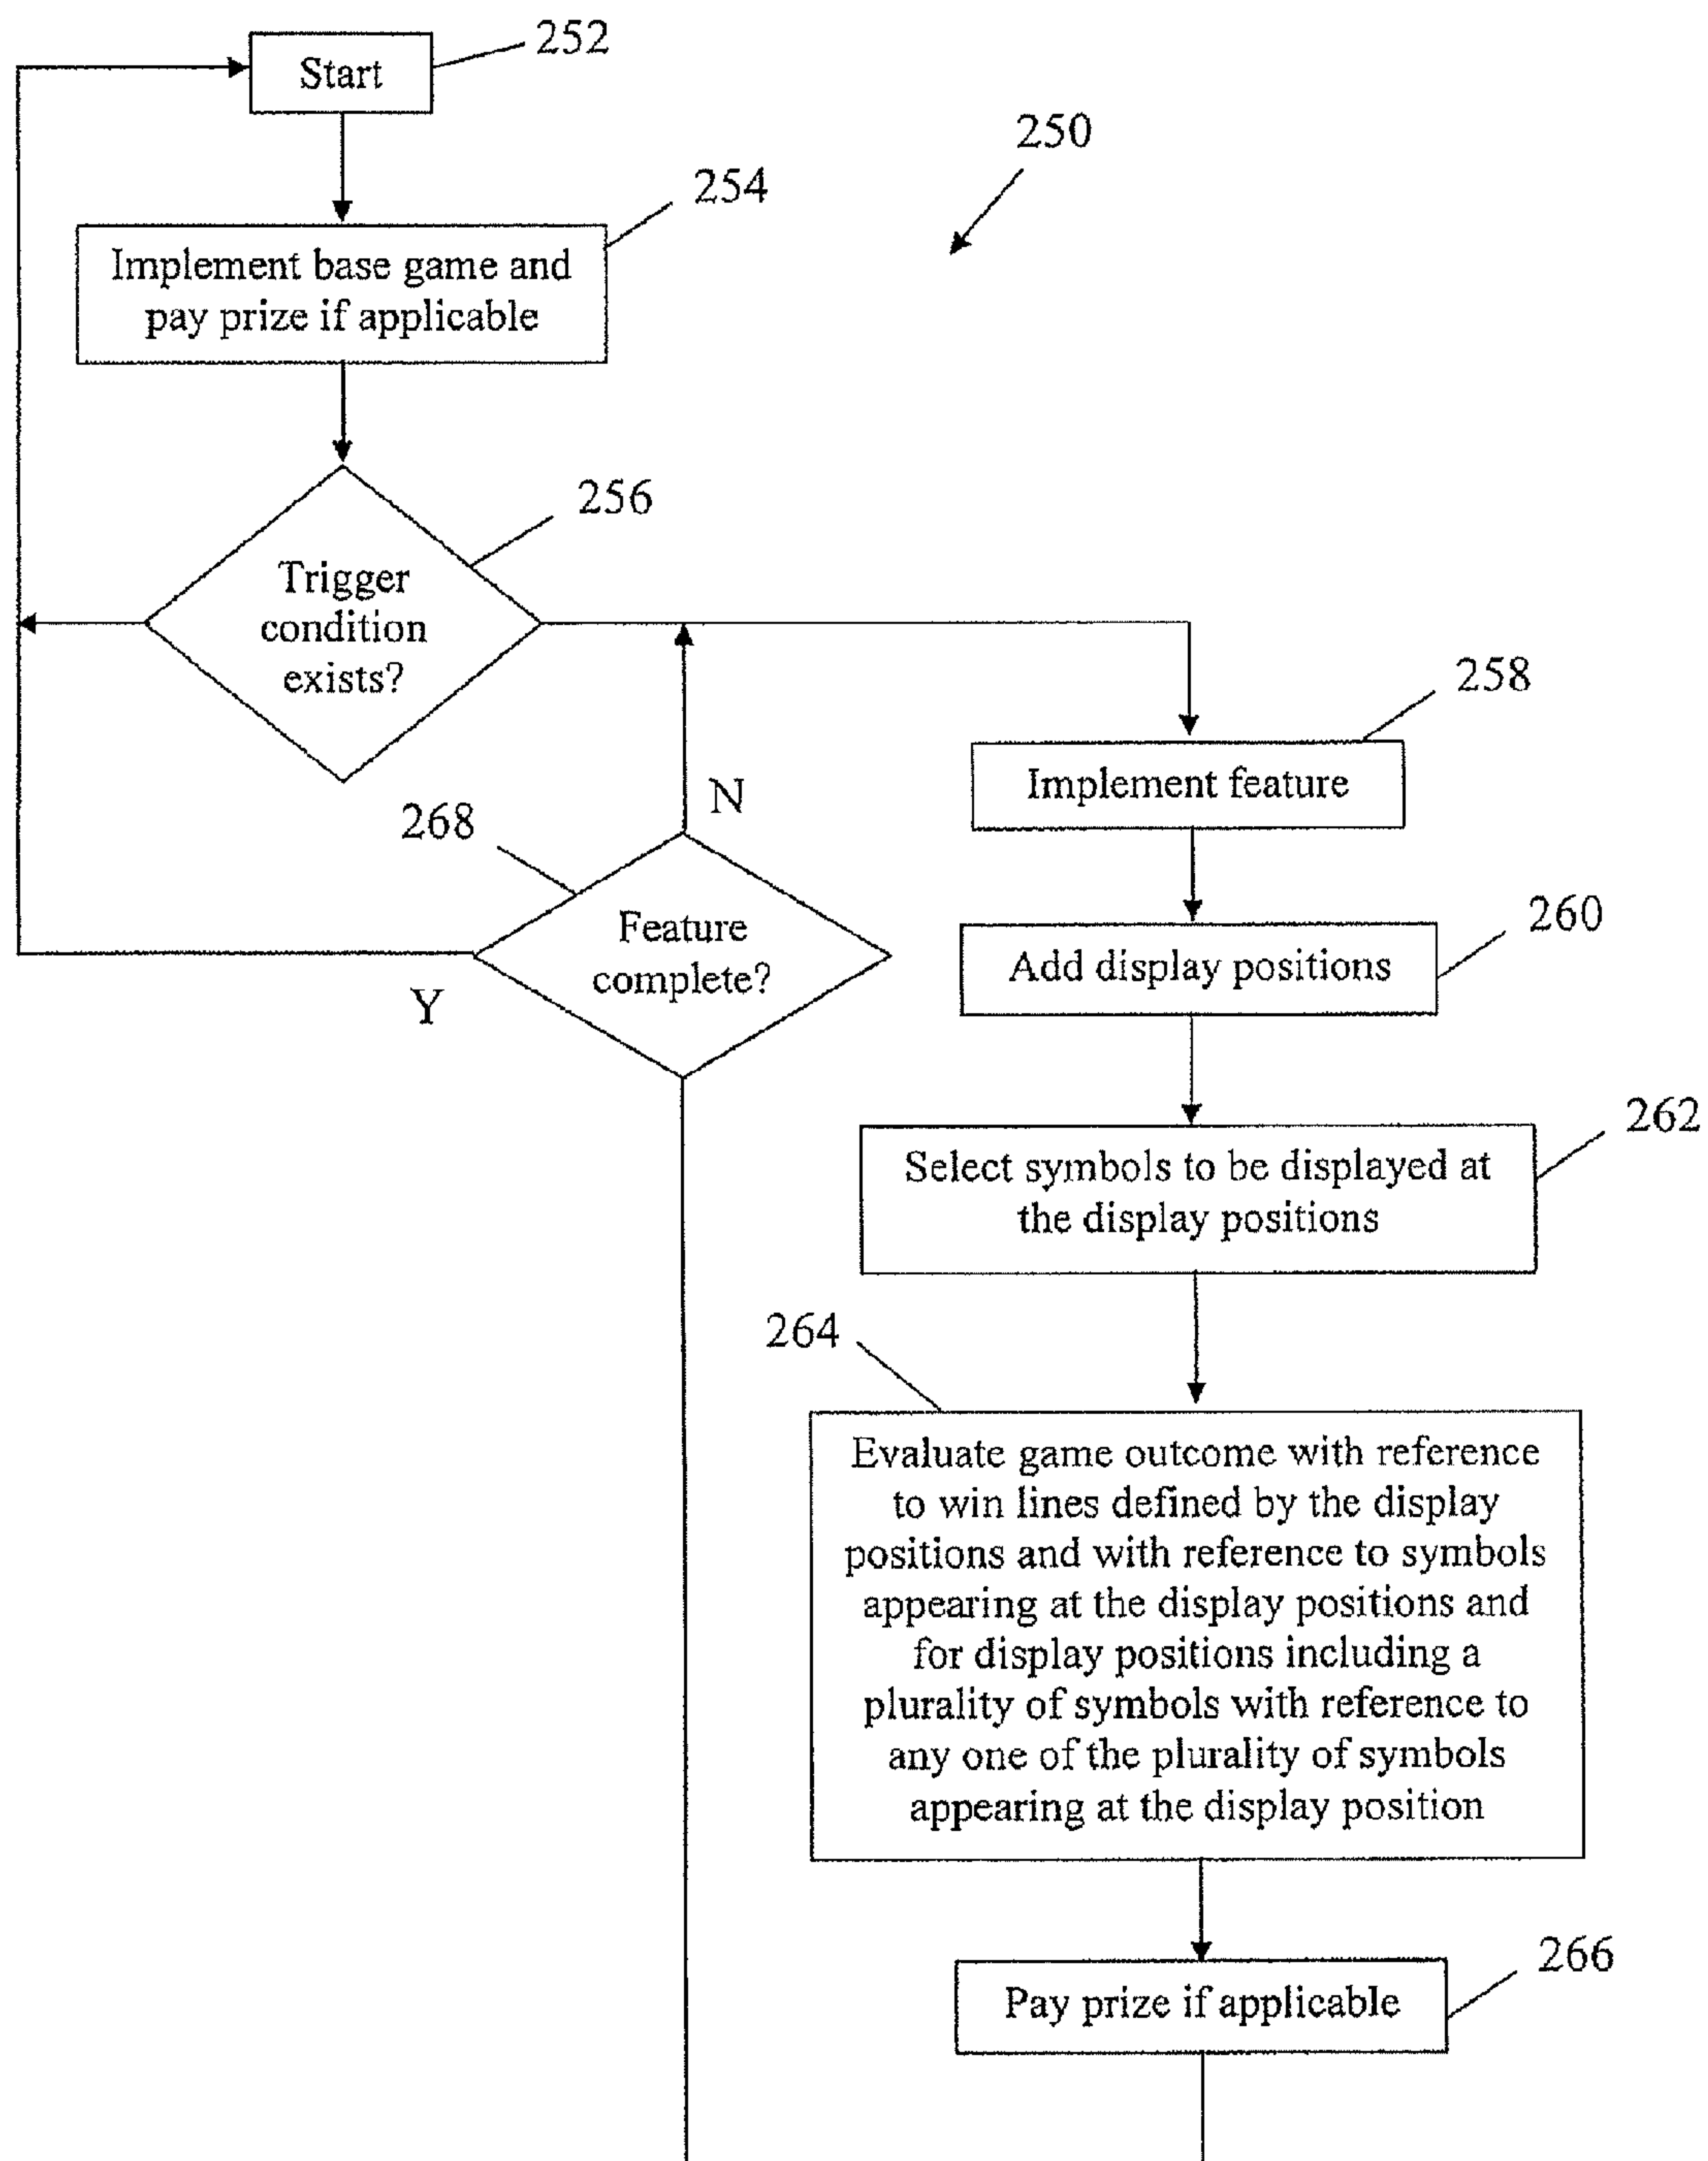 252
Start
250
254
Implement base game and
pay prize if applicable
256
Trigger
condition
exists?
258
Implement feature
N
268
Feature
complete?
Y
260
Add display positions
262
Select symbols to be displayed at
the display positions
264
Evaluate game outcome with reference
to win lines defined by the display
positions and with reference to symbols
appearing at the display positions and
for display positions including a
plurality of symbols with reference to
any one of the plurality of symbols
appearing at the display position
266
Pay prize if applicable